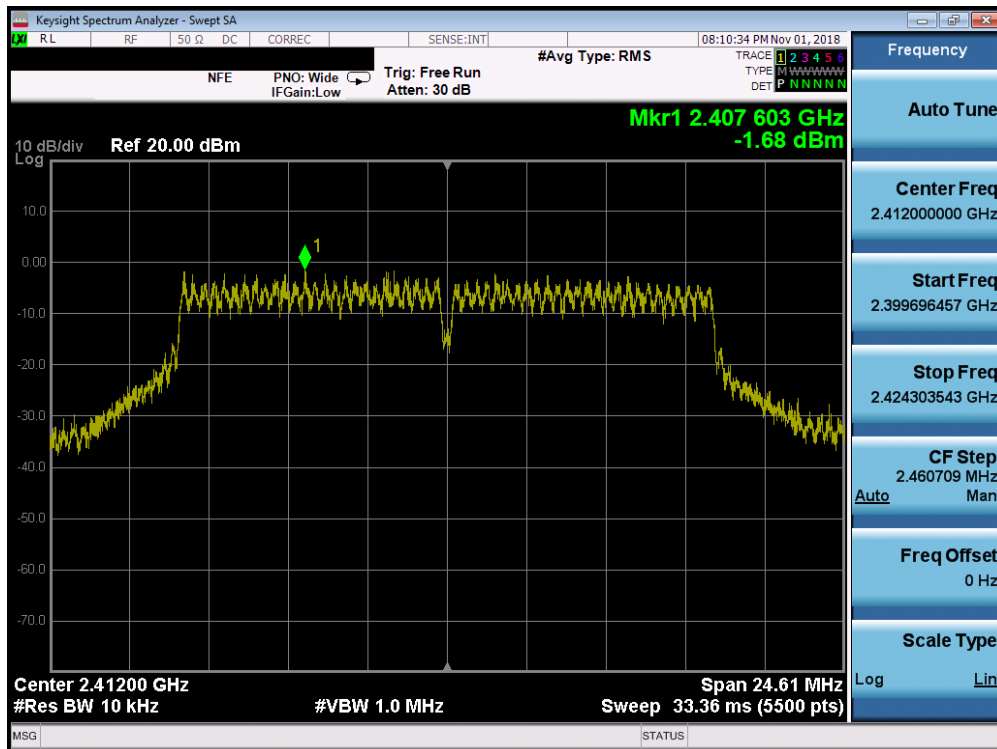 Keysight Spectrum Analyzer - Swept SA
LXI RL RF 50 Ω DC CORREC SENSE:INT 08:10:34 PM Nov 01, 2018
Frequency
NFE PNO: Wide Trig: Free Run #Avg Type: RMS TRACE 1 2 3 4 5 6
TYPE M WWWWW
IFGain:Low Atten: 30 dB DET P N N N N N
Mkr1 2.407 603 GHz
-1.68 dBm
10 dB/div Ref 20.00 dBm
Log
10.0
0.00
-10.0
-20.0
-30.0
-40.0
-50.0
-60.0
-70.0
1
Center 2.41200 GHz Span 24.61 MHz
#Res BW 10 kHz #VBW 1.0 MHz Sweep 33.36 ms (5500 pts)
MSG STATUS
Auto Tune
Center Freq
2.412000000 GHz
Start Freq
2.399696457 GHz
Stop Freq
2.424303543 GHz
CF Step
2.460709 MHz
Auto Man
Freq Offset
0 Hz
Scale Type
Log Lin